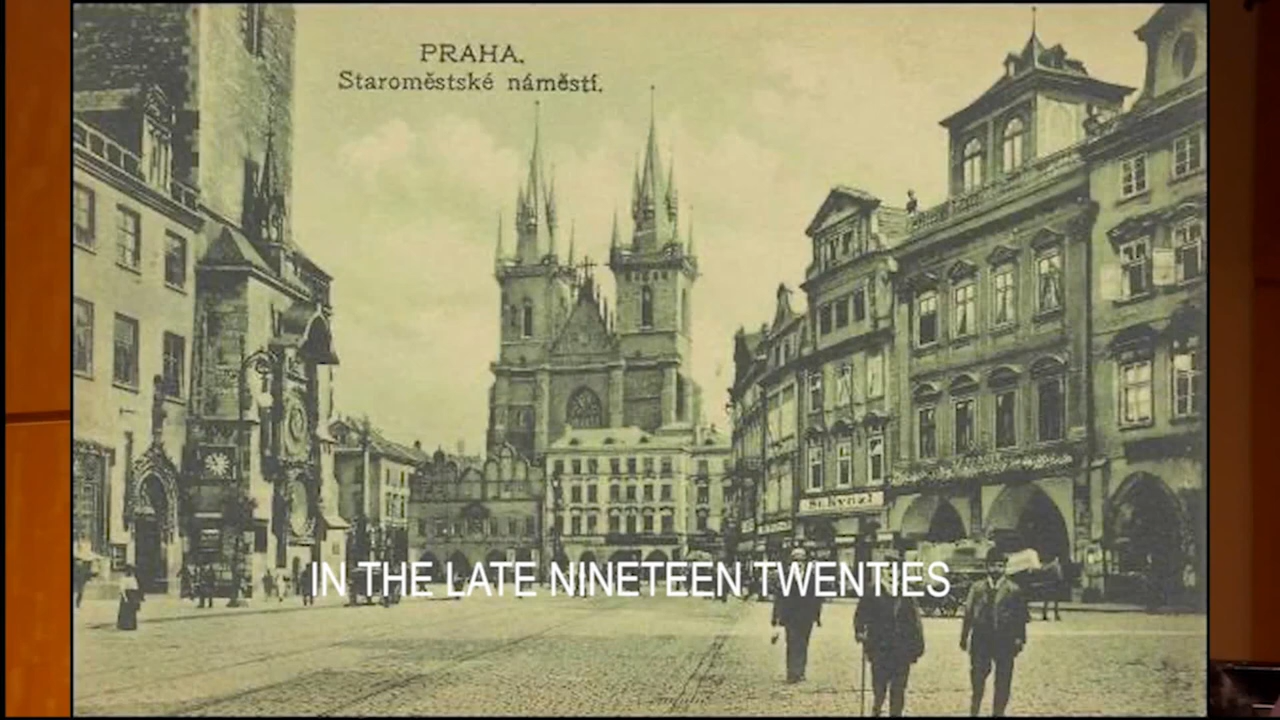 PRAHA.
Staroměstské náměstí.
IN THE LATE NINETEEN TWENTIES